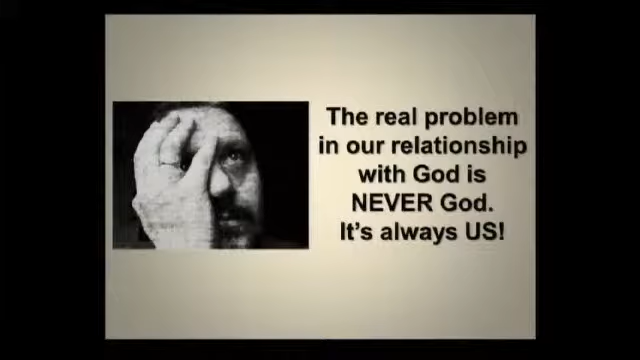 The real problem
in our relationship
with God is
NEVER God.
It's always US!